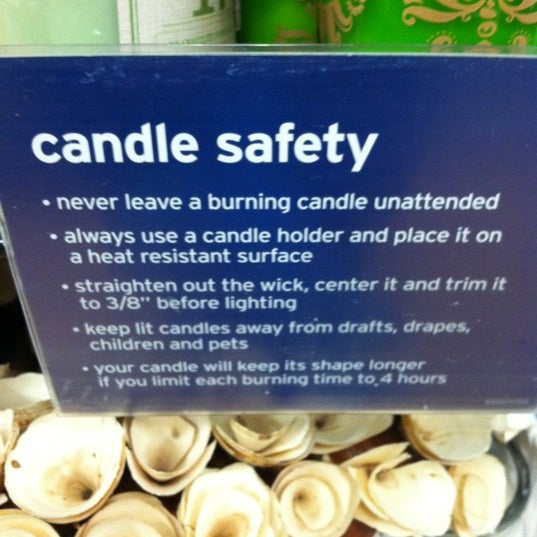 candle safety
• never leave a burning candle unattended
• always use a candle holder and place it on
a heat resistant surface
• straighten out the wick, center it and trim it
to 3/8" before lighting
• keep lit candles away from drafts, drapes,
children and pets
• your candle will keep its shape longer
if you limit each burning time to 4 hours